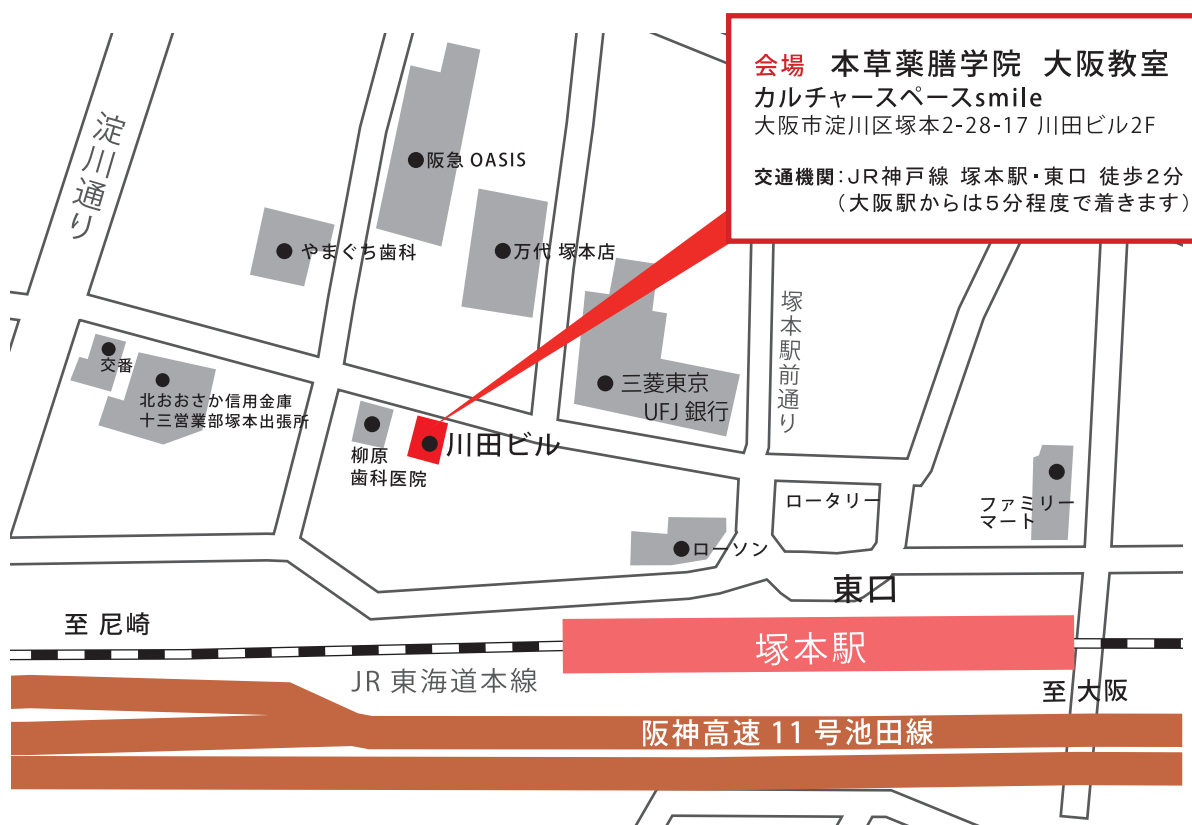 会場 本草薬膳学院 大阪教室
カルチャースペースsmile
大阪市淀川区塚本2-28-17 川田ビル2F
交通機関:JR神戸線 塚本駅・東口 徒歩2分
(大阪駅からは5分程度で着きます)
淀川通り
阪急 OASIS
やまぐち歯科
万代 塚本店
塚本駅前通り
交番
北おおさか信用金庫
十三営業部塚本出張所
三菱東京
UFJ 銀行
柳原
歯科医院
川田ビル
ロータリー
ファミリー
マート
ローソン
東口
至 尼崎
塚本駅
JR 東海道本線
至 大阪
阪神高速 11 号池田線